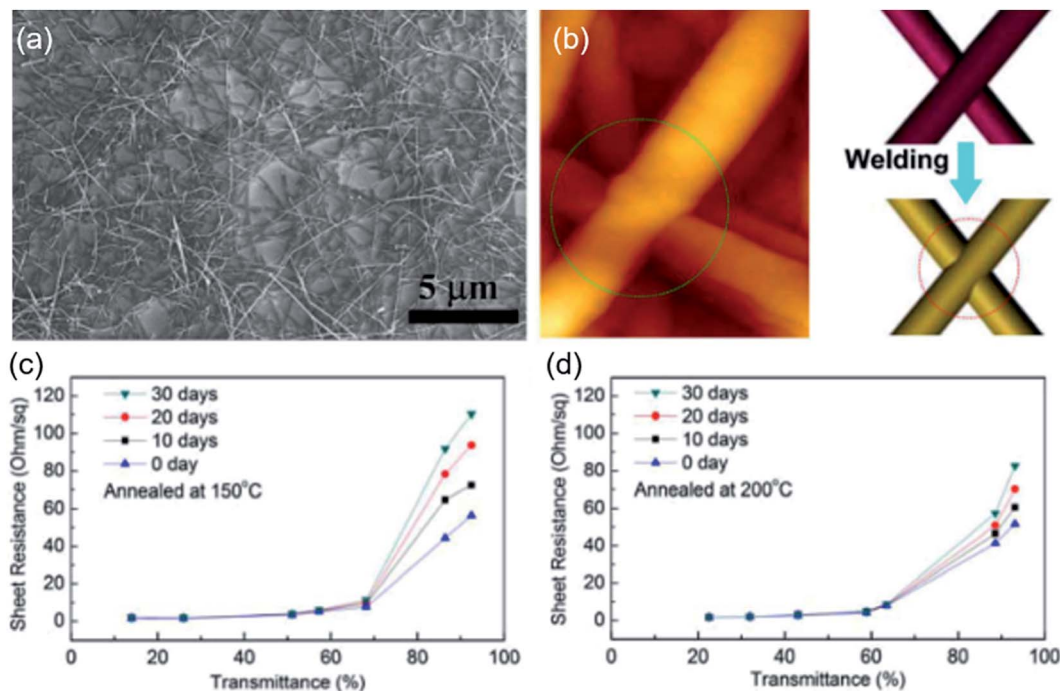 (a)
5 μm
(b)
Welding
(c)
120
100
80
60
40
20
0
Sheet Resistance (Ohm/sq)
30 days
20 days
10 days
0 day
Annealed at 150°C
0 20 40 60 80 100
Transmittance (%)
(d)
120
100
80
60
40
20
0
Sheet Resistance (Ohm/sq)
30 days
20 days
10 days
0 day
Annealed at 200°C
0 20 40 60 80 100
Transmittance (%)